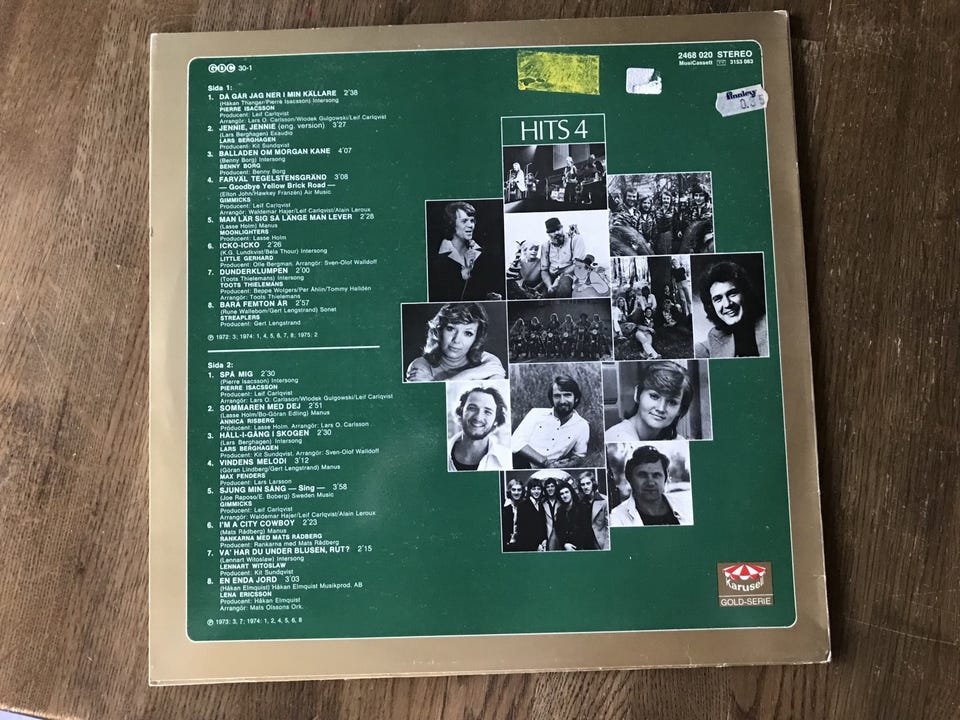 GDC 30-1
2468 020 STEREO
MusiCassett 3153 063
HITS 4
Sida 1:
1. DÅ GÅR JAG NER I MIN KÄLLARE 2'38
(Håkan Thanger/Pierre Isacsson) Intersong
PIERRE ISACSSON
Producent: Leif Carlqvist
Arrangör: Lars O. Carlsson/Wlodek Gulgowski/Leif Carlqvist
2. JENNIE, JENNIE (eng. version) 3'27
(Lars Berghagen) Exaudio
LARS BERGHAGEN
Producent: Kit Sundqvist
3. BALLADEN OM MORGAN KANE 4'07
(Benny Borg) Intersong
BENNY BORG
Producent: Benny Borg
4. FARVÄL TEGELSTENSGRÄND 3'08
— Goodbye Yellow Brick Road —
(Elton John/Hawkey Franzén) Air Music
GIMMICKS
Producent: Leif Carlqvist
Arrangör: Waldemar Hajer/Leif Carlqvist/Alain Leroux
5. MAN LÄR SIG SÅ LÄNGE MAN LEVER 2'28
(Lasse Holm) Manus
MOONLIGHTERS
Producent: Lasse Holm
6. ICKO-ICKO 2'26
(K.G. Lundkvist/Bela Thour) Intersong
LITTLE GERHARD
Producent: Olle Bergman. Arrangör: Sven-Olof Walldoff
7. DUNDERKLUMPEN 2'00
(Toots Thielemans) Intersong
TOOTS THIELEMANS
Producent: Beppe Wolgers/Per Åhlin/Tommy Halldén
Arrangör: Toots Thielemans
8. BARA FEMTON ÅR 2'57
(Rune Wallebom/Gert Lengstrand) Sonet
STREAPLERS
Producent: Gert Lengstrand
Ⓟ 1972: 3; 1974: 1, 4, 5, 6, 7, 8; 1975: 2
Sida 2:
1. SPÅ MIG 2'30
(Pierre Isacsson) Intersong
PIERRE ISACSSON
Producent: Leif Carlqvist
Arrangör: Lars O. Carlsson/Wlodek Gulgowski/Leif Carlqvist
2. SOMMAREN MED DEJ 2'51
(Lasse Holm/Bo-Göran Edling) Manus
ANNICA RISBERG
Producent: Lasse Holm. Arrangör: Lars O. Carlsson
3. HÄLL-I-GÅNG I SKOGEN 2'30
(Lars Berghagen) Intersong
LARS BERGHAGEN
Producent: Kit Sundqvist. Arrangör: Sven-Olof Walldoff
4. VINDENS MELODI 3'12
(Göran Lindberg/Gert Lengstrand) Manus
MAX FENDERS
Producent: Lars Larsson
5. SJUNG MIN SÅNG — Sing — 3'58
(Joe Raposo/E. Boberg) Sweden Music
GIMMICKS
Producent: Leif Carlqvist
Arrangör: Waldemar Hajer/Leif Carlqvist/Alain Leroux
6. I'M A CITY COWBOY 2'23
(Mats Rådberg) Manus
RANKARNA MED MATS RÅDBERG
Producent: Rankarna med Mats Rådberg
7. VA' HAR DU UNDER BLUSEN, RUT? 2'15
(Lennart Witoslaw) Intersong
LENNART WITOSLAW
Producent: Kit Sundqvist
8. EN ENDA JORD 3'03
(Håkan Elmquist) Håkan Elmquist Musikprod. AB
LENA ERICSSON
Producent: Håkan Elmquist
Arrangör: Mats Olssons Ork.
Ⓟ 1973: 3, 7; 1974: 1, 2, 4, 5, 6, 8
Karusell
GOLD-SERIE